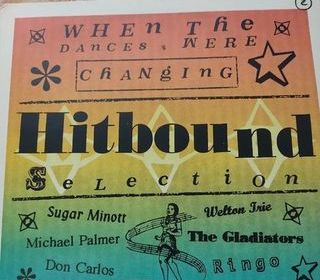 2
WHEN The
DANCES WERE
CHANGING
Hitbound
Selection
Sugar Minott
Welton Irie
Michael Palmer
The Gladiators
Don Carlos
Ringo